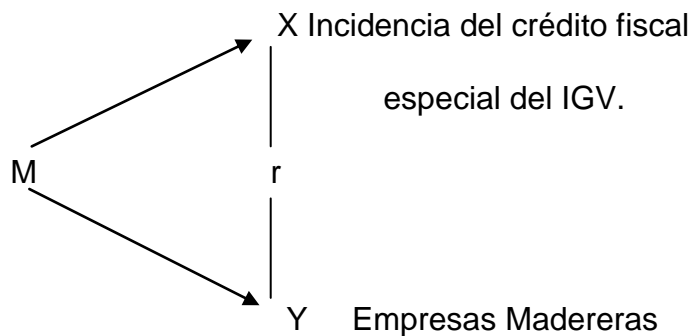 X Incidencia del crédito fiscal
especial del IGV.
M
r
Y Empresas Madereras